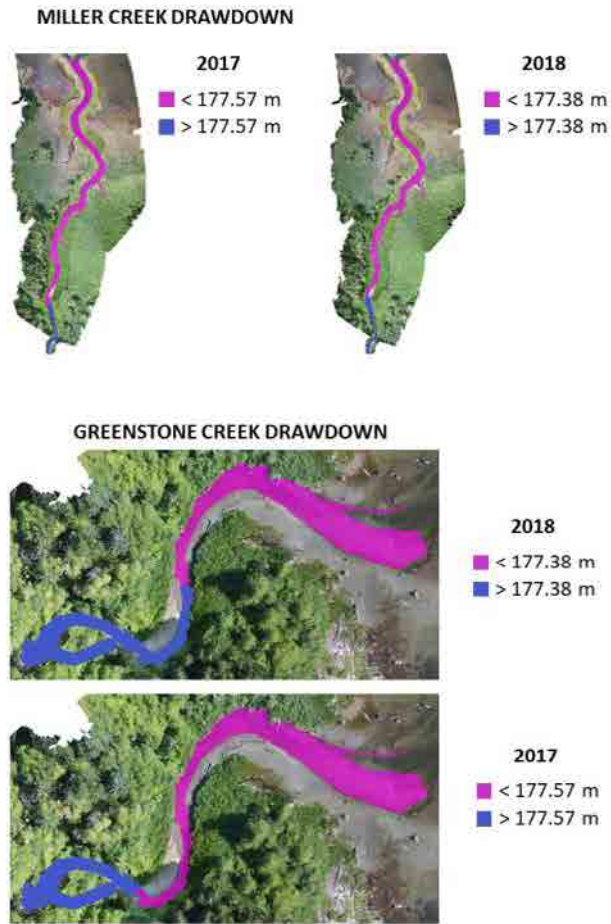 MILLER CREEK DRAWDOWN
2017
< 177.57 m
> 177.57 m
2018
< 177.38 m
> 177.38 m
GREENSTONE CREEK DRAWDOWN
2018
< 177.38 m
> 177.38 m
2017
< 177.57 m
> 177.57 m